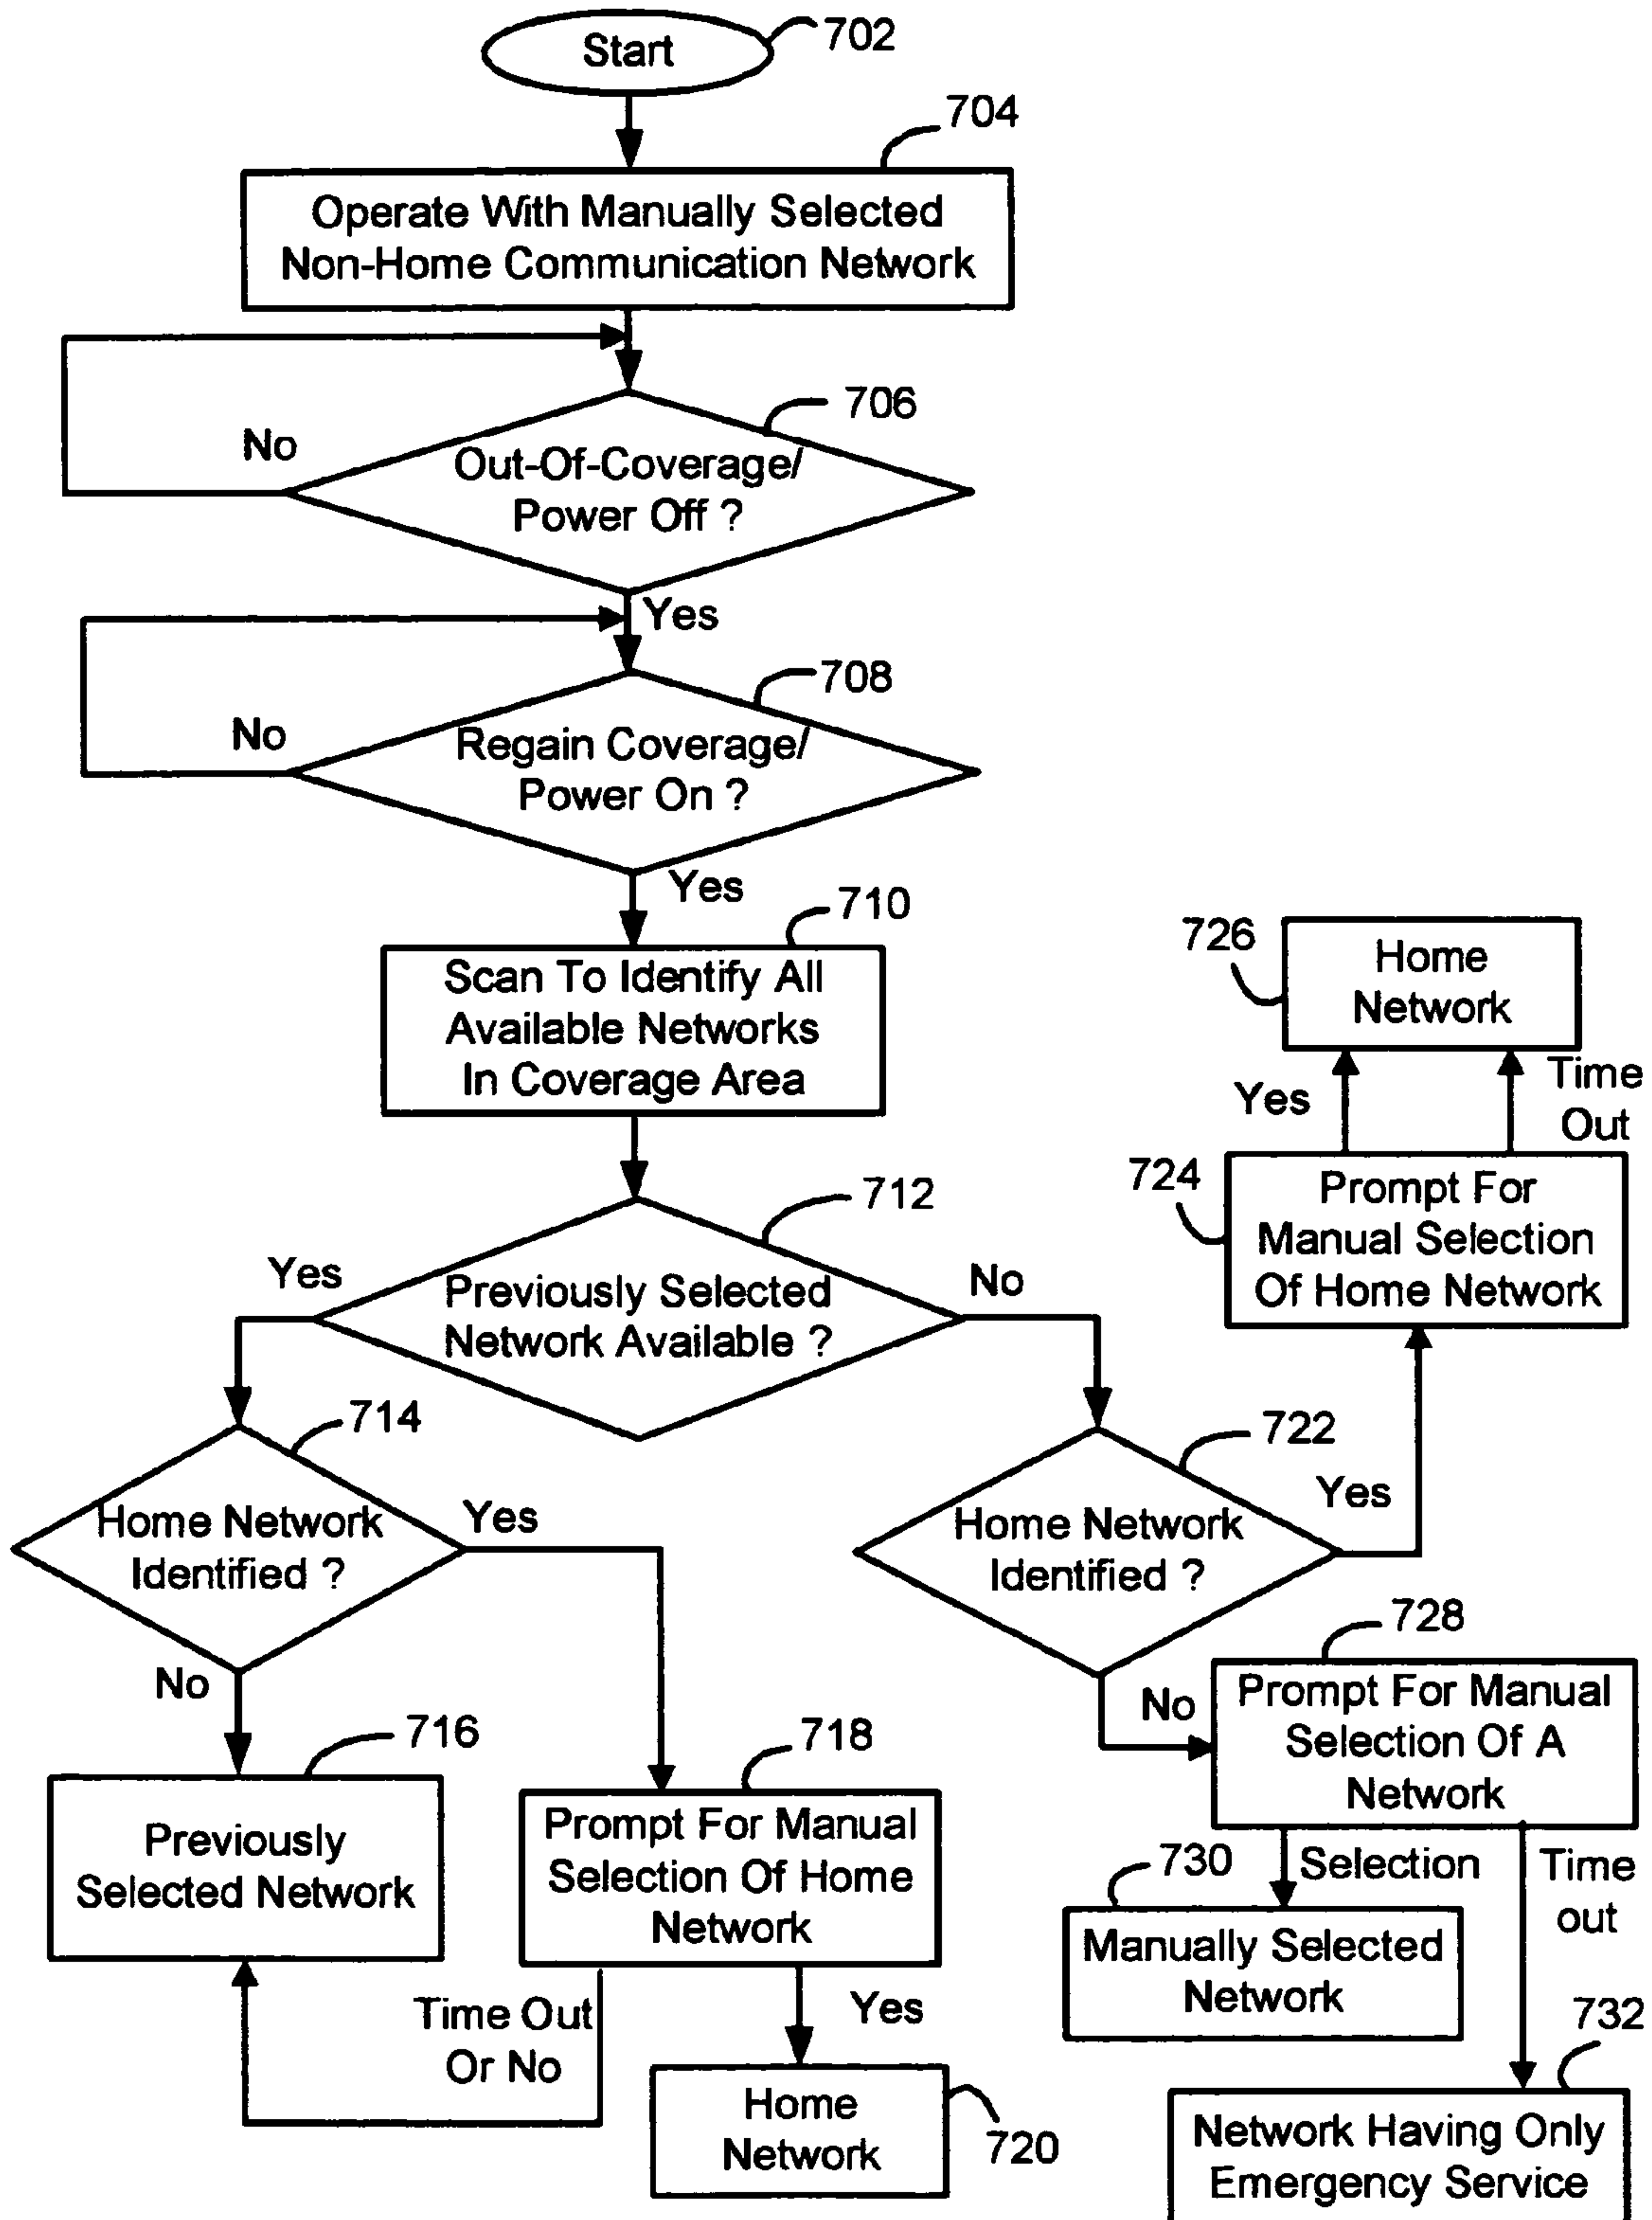 Start
702
704
Operate With Manually Selected
Non-Home Communication Network
706
No
Out-Of-Coverage/
Power Off ?
Yes
708
No
Regain Coverage/
Power On ?
Yes
710
Scan To Identify All
Available Networks
In Coverage Area
726
Home
Network
Yes
Time
Out
724
Prompt For
Manual Selection
Of Home Network
712
Yes
Previously Selected
Network Available ?
No
714
Home Network
Identified ?
Yes
No
722
Home Network
Identified ?
Yes
No
716
Previously
Selected Network
718
Prompt For Manual
Selection Of Home
Network
Time Out
Or No
Yes
Home
Network
720
728
Prompt For Manual
Selection Of A
Network
Selection
Time
out
730
Manually Selected
Network
732
Network Having Only
Emergency Service